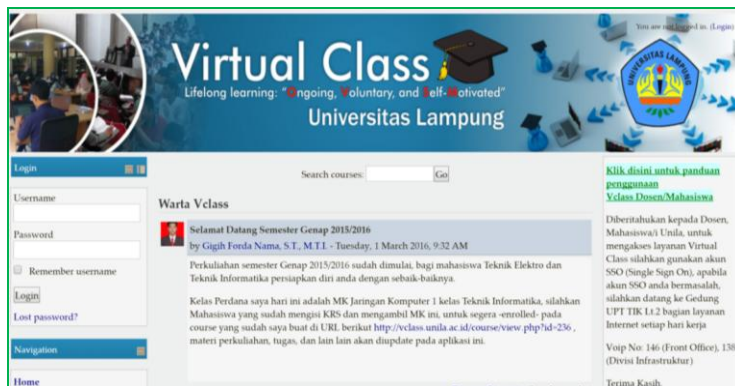 You are not logged in. (Login)
Virtual Class
Lifelong learning: "Ongoing, Voluntary, and Self-Motivated"
Universitas Lampung
UNIVERSITAS LAMPUNG
Login
Username
Password
Remember username
Login
Lost password?
Navigation
Home
Search courses:
Go
Warta Vclass
Selamat Datang Semester Genap 2015/2016
by Gigih Forda Nama, S.T., M.T.I. - Tuesday, 1 March 2016, 9:32 AM
Perkuliahan semester Genap 2015/2016 sudah dimulai, bagi mahasiswa Teknik Elektro dan
Teknik Informatika persiapkan diri anda dengan sebaik-baiknya.
Kelas Perdana saya hari ini adalah MK Jaringan Komputer 1 kelas Teknik Informatika, silahkan
Mahasiswa yang sudah mengisi KRS dan mengambil MK ini, untuk segera -enrolled- pada
course yang sudah saya buat di URL berikut http://vclass.unila.ac.id/course/view.php?id=236 ,
materi perkuliahan, tugas, dan lain lain akan diupdate pada aplikasi ini.
Klik disini untuk panduan
penggunaan
Vclass Dosen/Mahasiswa
Diberitahukan kepada Dosen,
Mahasiswa/i Unila, untuk
mengakses layanan Virtual
Class silahkan gunakan akun
SSO (Single Sign On), apabila
akun SSO anda bermasalah,
silahkan datang ke Gedung
UPT TIK Lt.2 bagian layanan
Internet setiap hari kerja
Voip No: 146 (Front Office), 138
(Divisi Infrastruktur)
Terima Kasih.